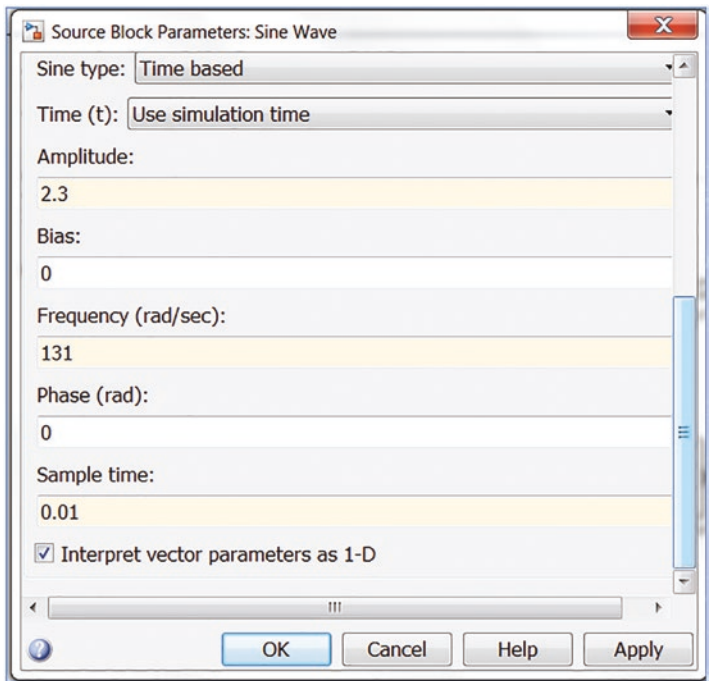 Source Block Parameters: Sine Wave
Sine type: Time based
Time (t): Use simulation time
Amplitude:
2.3
Bias:
0
Frequency (rad/sec):
131
Phase (rad):
0
Sample time:
0.01
Interpret vector parameters as 1-D
OK Cancel Help Apply